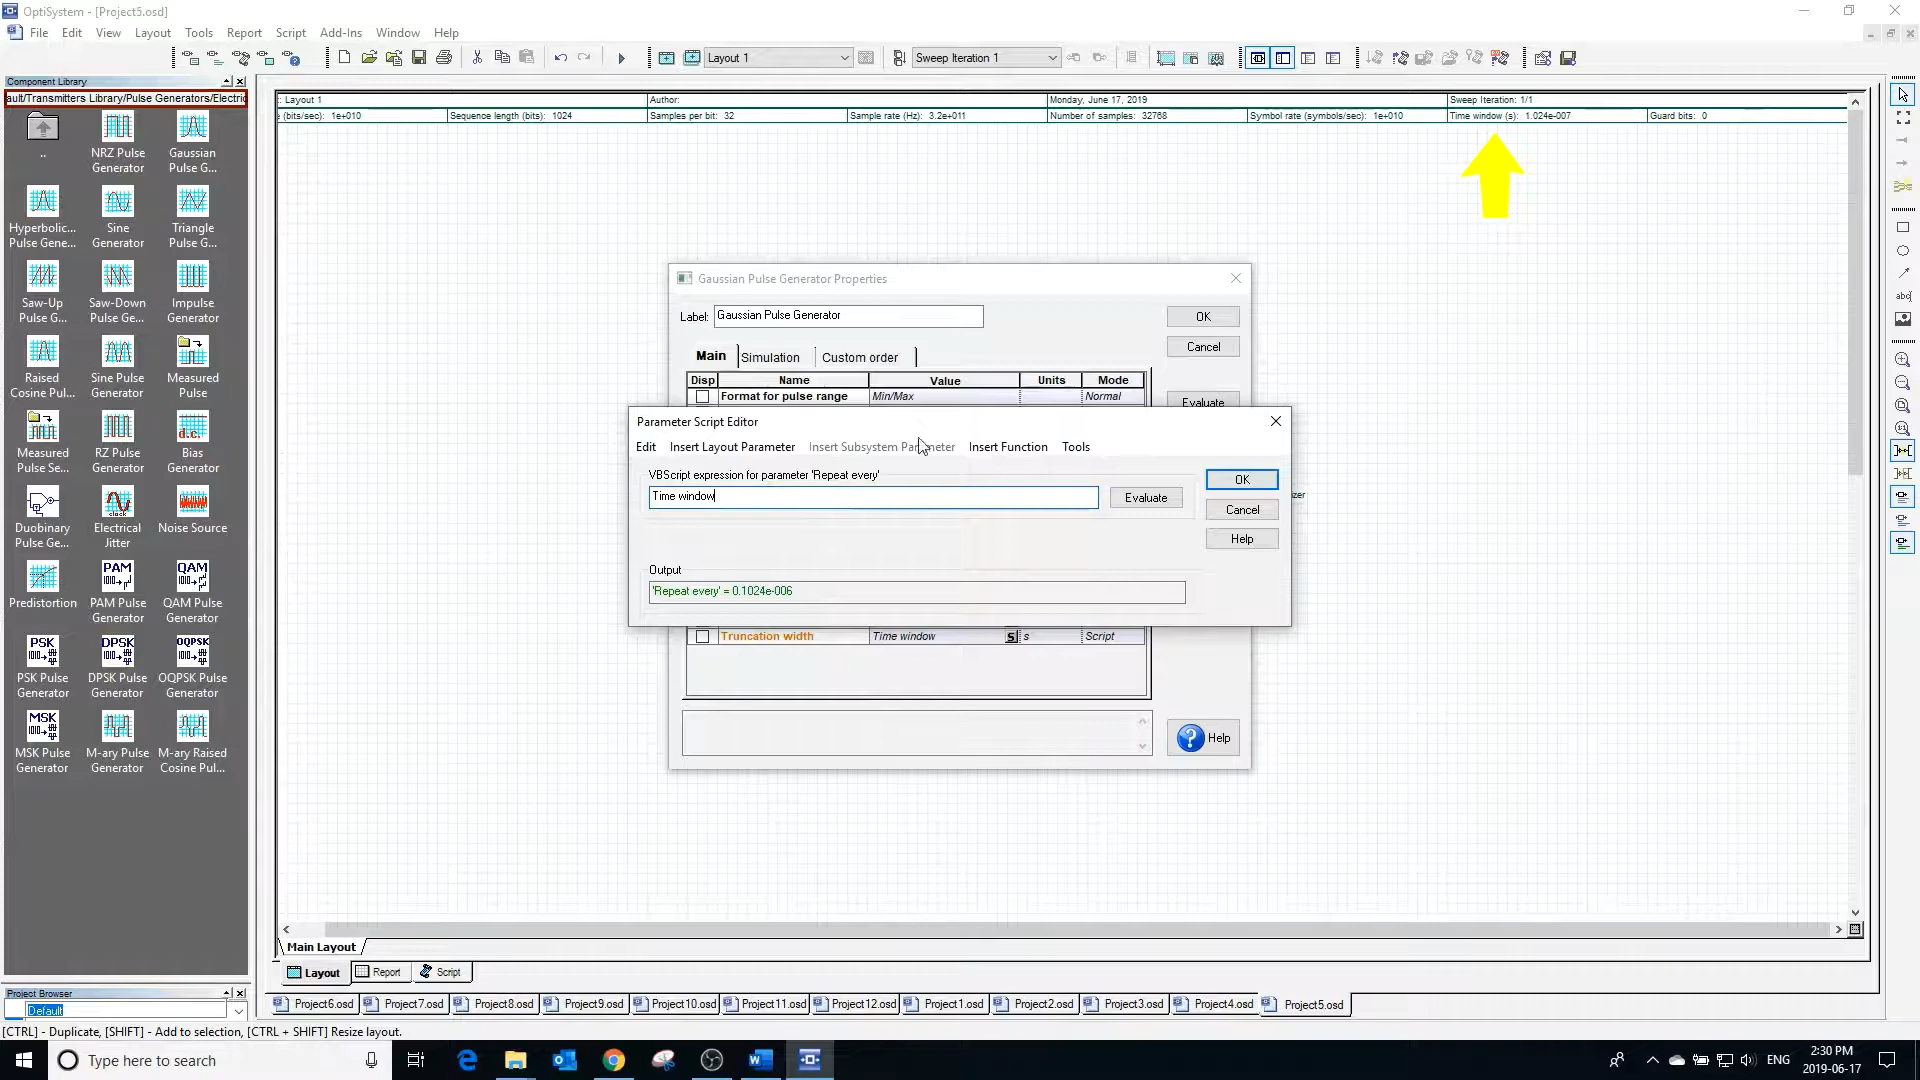 OptiSystem - [Project5.osd]
File Edit View Layout Tools Report Script Add-Ins Window Help
Layout 1
Sweep Iteration 1
Component Library
ault/Transmitters Library/Pulse Generators/Electric
..
NRZ Pulse
Generator
Gaussian
Pulse G...
Hyperbolic...
Pulse Gene...
Sine
Generator
Triangle
Pulse G...
Saw-Up
Pulse G...
Saw-Down
Pulse Ge...
Impulse
Generator
Raised
Cosine Pul...
Sine Pulse
Generator
Measured
Pulse
Measured
Pulse Se...
RZ Pulse
Generator
d.c.
Bias
Generator
Duobinary
Pulse Ge...
clock
Electrical
Jitter
Noise Source
Predistortion
PAM
PAM Pulse
Generator
QAM
QAM Pulse
Generator
PSK
PSK Pulse
Generator
DPSK
DPSK Pulse
Generator
OQPSK
OQPSK Pulse
Generator
MSK
MSK Pulse
Generator
M-ary Pulse
Generator
M-ary Raised
Cosine Pul...
Project Browser
Default
: Layout 1 Author: Monday, June 17, 2019 Sweep Iteration: 1/1
(bits/sec): 1e+010 Sequence length (bits): 1024 Samples per bit: 32 Sample rate (Hz): 3.2e+011 Number of samples: 32768 Symbol rate (symbols/sec): 1e+010 Time window (s): 1.024e-007 Guard bits: 0
Gaussian Pulse Generator Properties
Label: Gaussian Pulse Generator
OK
Cancel
Main Simulation Custom order
Disp Name Value Units Mode
Format for pulse range Min/Max Normal
Evaluate
Parameter Script Editor
Edit Insert Layout Parameter Insert Subsystem Parameter Insert Function Tools
VBScript expression for parameter 'Repeat every'
Time window
Evaluate
OK
Cancel
Help
Output
'Repeat every' = 0.1024e-006
zer
Truncation width Time window S s Script
Help
Main Layout
Layout Report Script
Project6.osd Project7.osd Project8.osd Project9.osd Project10.osd Project11.osd Project12.osd Project1.osd Project2.osd Project3.osd Project4.osd Project5.osd
[CTRL] - Duplicate, [SHIFT] - Add to selection, [CTRL + SHIFT] Resize layout.
abc
Type here to search
ENG
2:30 PM
2019-06-17